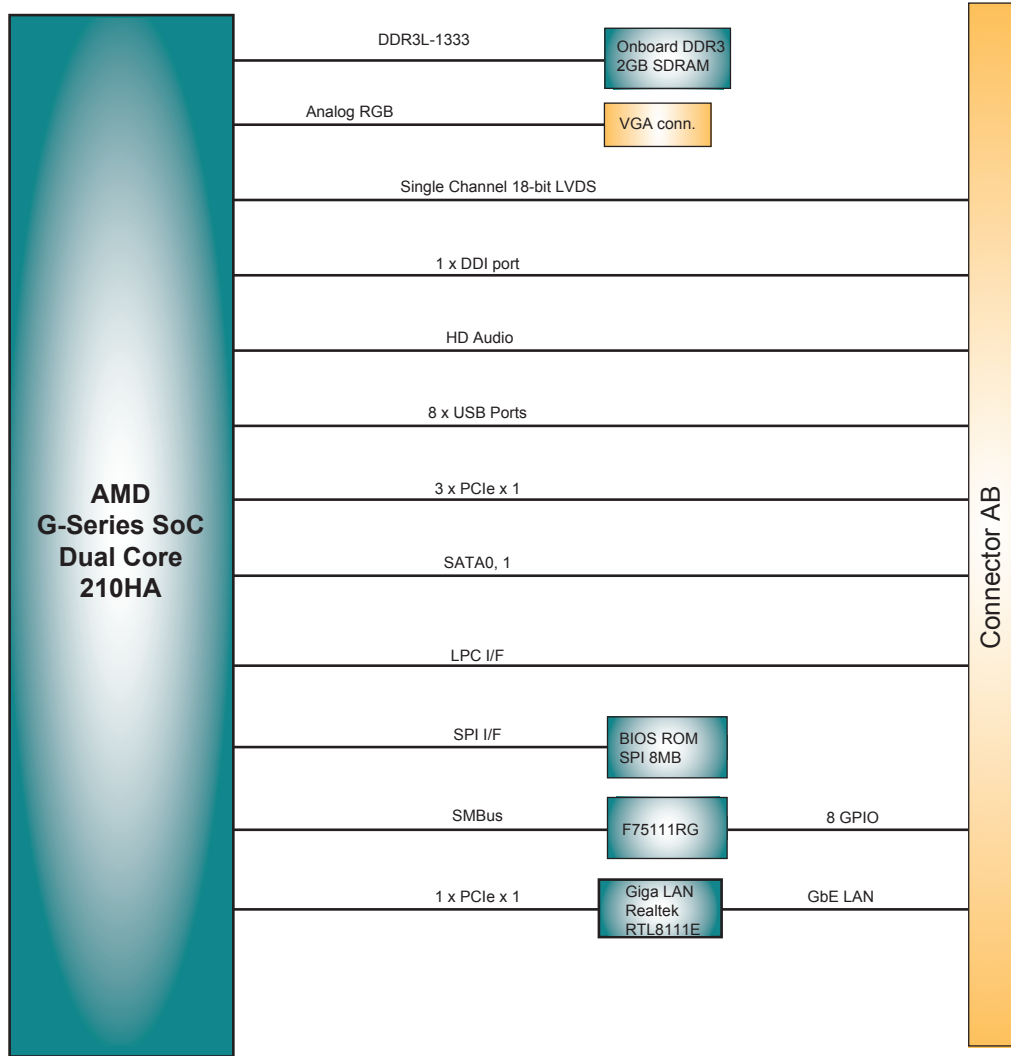 DDR3L-1333
Onboard DDR3
2GB SDRAM
Analog RGB
VGA conn.
Single Channel 18-bit LVDS
1 x DDI port
HD Audio
8 x USB Ports
3 x PCIe x 1
AMD
G-Series SoC
Dual Core
210HA
Connector AB
SATA0, 1
LPC I/F
SPI I/F
BIOS ROM
SPI 8MB
SMBus
F75111RG
8 GPIO
1 x PCIe x 1
Giga LAN
Realtek
RTL8111E
GbE LAN